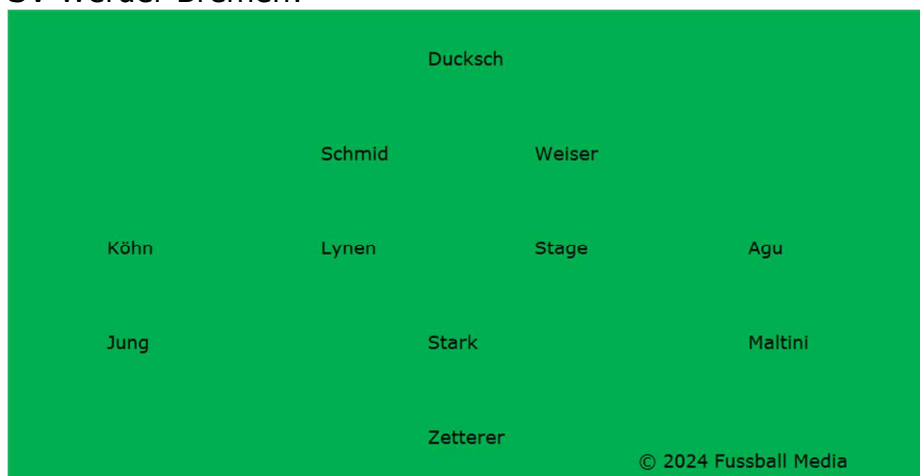 SV Werder Bremen:
Ducksch
Schmid Weiser
Köhn Lynen Stage Agu
Jung Stark Maltini
Zetterer
© 2024 Fussball Media